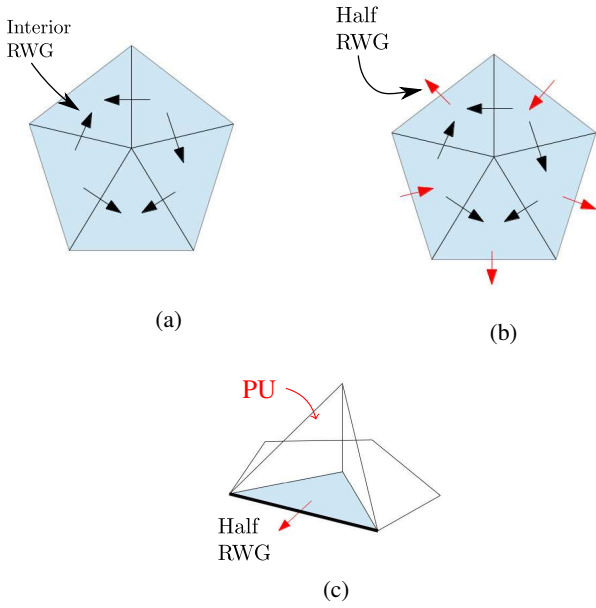 Interior
RWG
Half
RWG
(a)
(b)
PU
Half
RWG
(c)